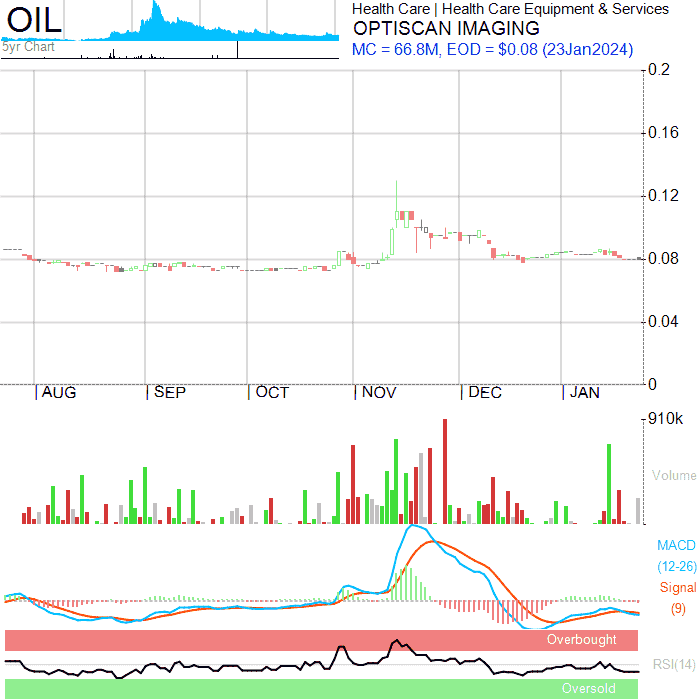 OIL
5yr Chart
Health Care | Health Care Equipment & Services
OPTISCAN IMAGING
MC = 66.8M, EOD = $0.08 (23Jan2024)
0.2
0.16
0.12
0.08
0.04
0
AUG SEP OCT NOV DEC JAN
910k
Volume
MACD
(12-26)
Signal
(9)
Overbought
RSI(14)
Oversold